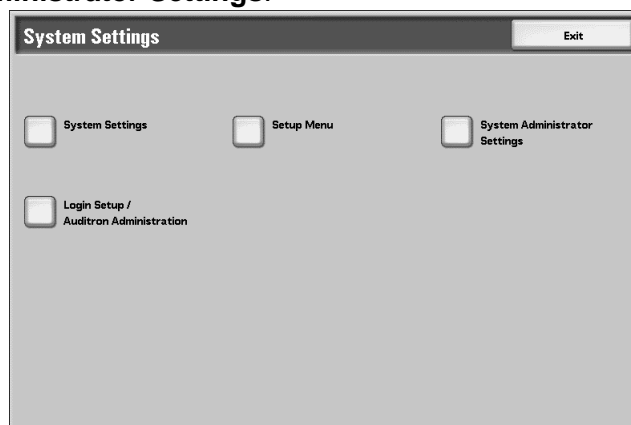 System Settings
Exit
System Settings
Setup Menu
System Administrator
Settings
Login Setup /
Auditron Administration